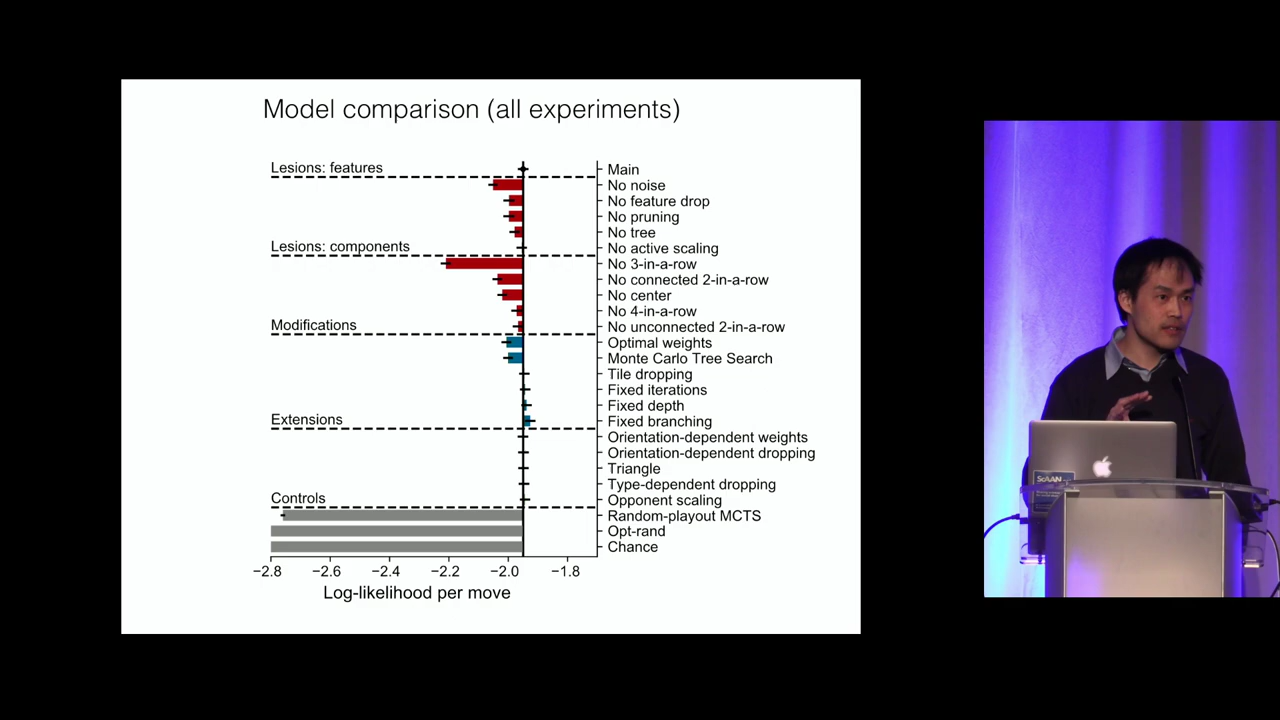 Model comparison (all experiments)
Lesions: features
Main
No noise
No feature drop
No pruning
No tree
Lesions: components
No active scaling
No 3-in-a-row
No connected 2-in-a-row
No center
No 4-in-a-row
Modifications
No unconnected 2-in-a-row
Optimal weights
Monte Carlo Tree Search
Tile dropping
Fixed iterations
Fixed depth
Extensions
Fixed branching
Orientation-dependent weights
Orientation-dependent dropping
Triangle
Type-dependent dropping
Controls
Opponent scaling
Random-playout MCTS
Opt-rand
Chance
−2.8 −2.6 −2.4 −2.2 −2.0 −1.8
Log-likelihood per move